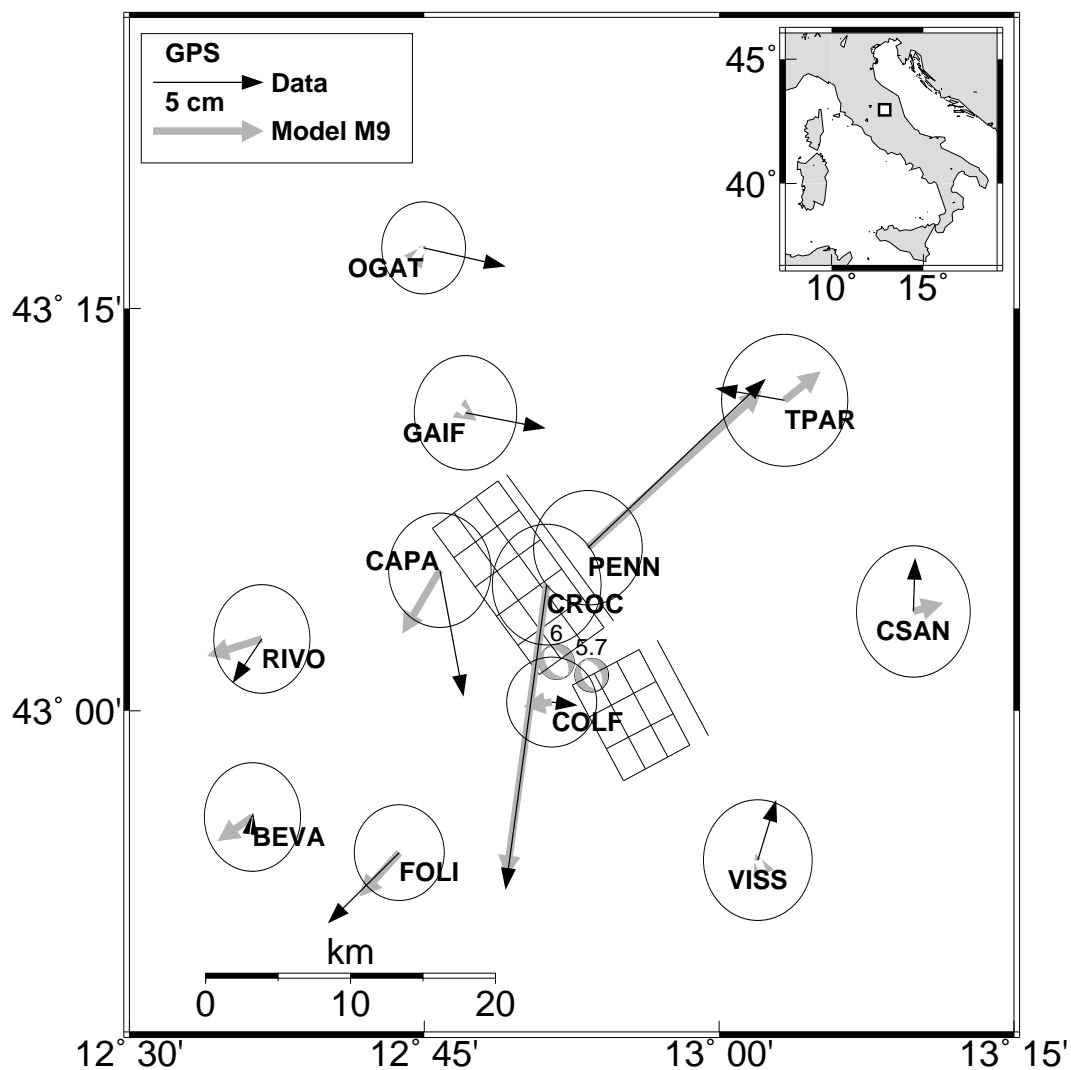 GPS
Data
5 cm
Model M9
45°
40°
10° 15°
OGAT
43° 15'
GAIF
TPAR
CAPA
PENN
CROC
CSAN
6
5.7
RIVO
43° 00'
COLF
BEVA
FOLI
VISS
km
0 10 20
12° 30' 12° 45' 13° 00' 13° 15'